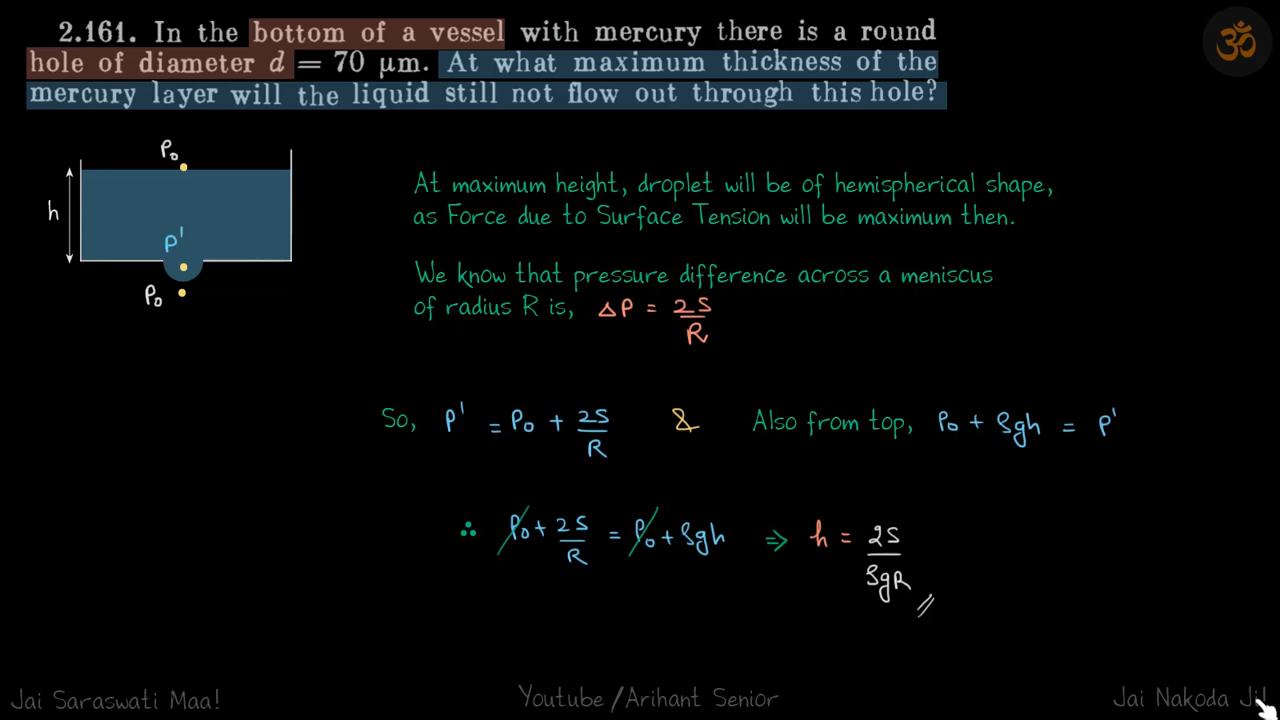 2.161. In the bottom of a vessel with mercury there is a round
hole of diameter d = 70 μm. At what maximum thickness of the
mercury layer will the liquid still not flow out through this hole?
ॐ
P₀
h
P'
P₀
At maximum height, droplet will be of hemispherical shape,
as Force due to Surface Tension will be maximum then.
We know that pressure difference across a meniscus
of radius R is, ΔP = 2S/R
So, P' = P₀ + 2S/R & Also from top, P₀ + ρgh = P'
∴ P₀ + 2S/R = P₀ + ρgh ⇒ h = 2S/ρgR
Jai Saraswati Maa! Youtube /Arihant Senior Jai Nakoda Ji!